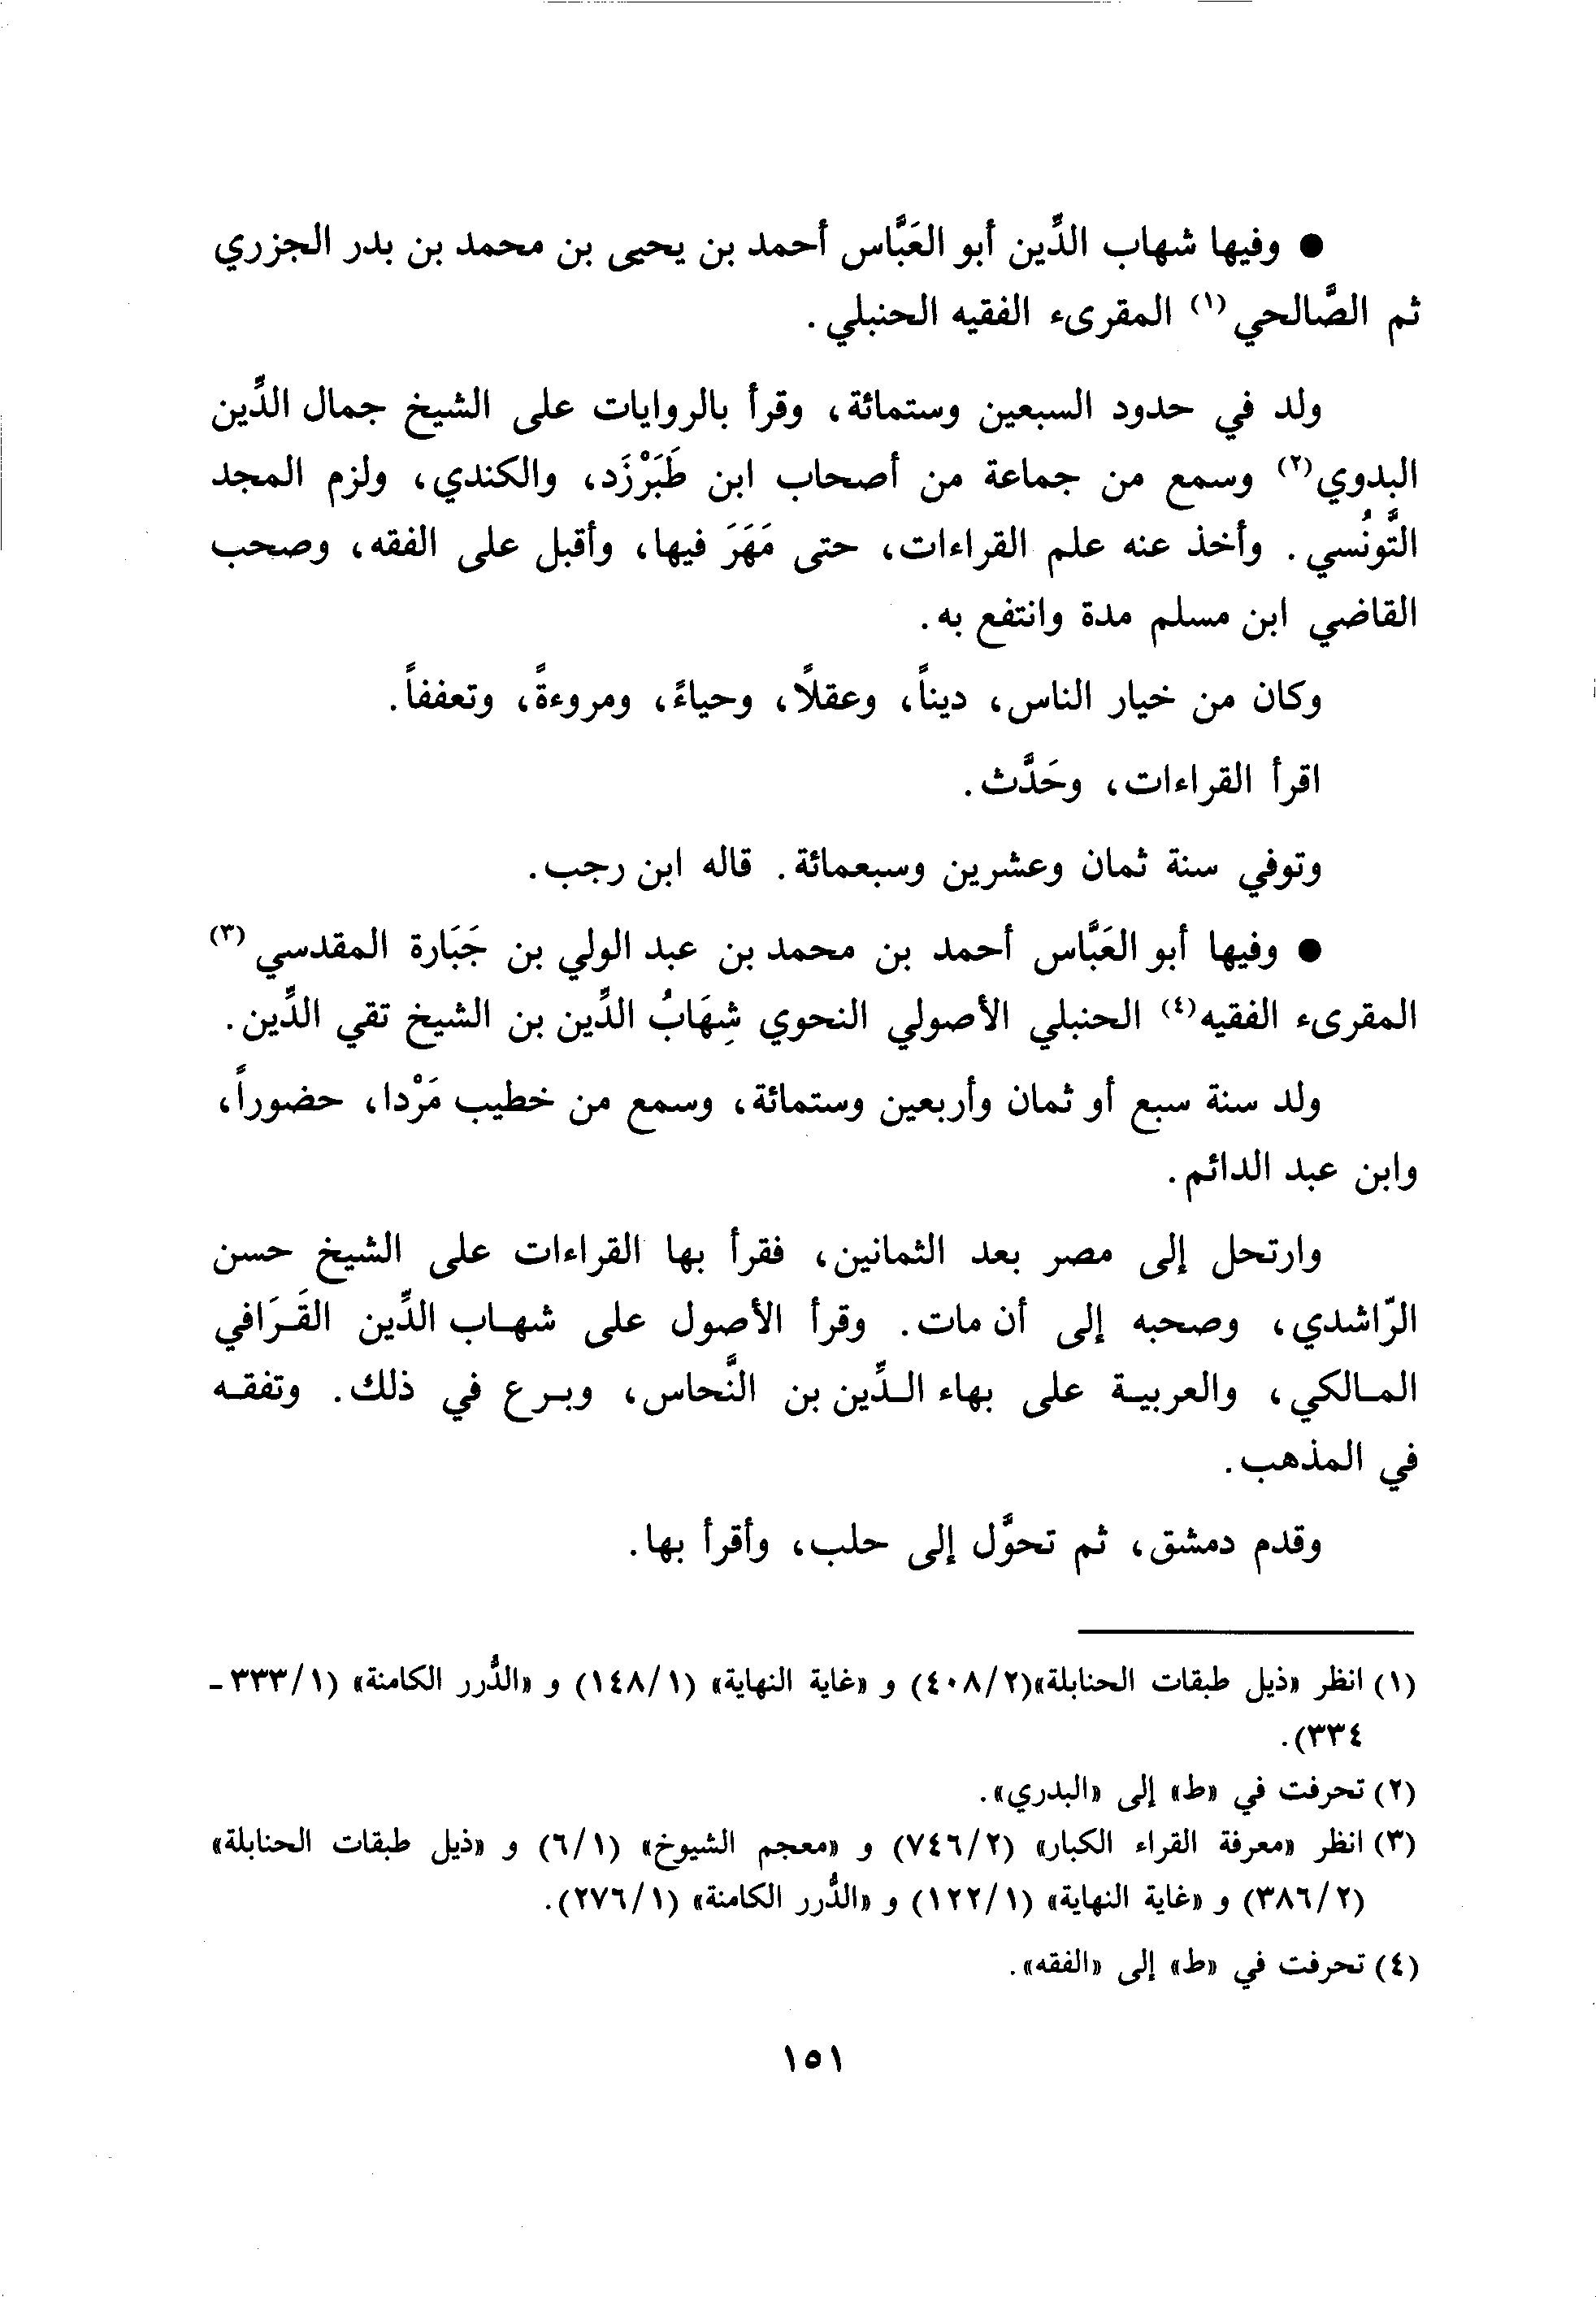 ● وفيها شهاب الدِّين أبو العَبَّاس أحمد بن يحيى بن محمد بن بدر الجزري
ثم الصَّالحي(١) المقرىء الفقيه الحنبلي.
ولد في حدود السبعين وستمائة، وقرأ بالروايات على الشيخ جمال الدِّين
البدوي(٢) وسمع من جماعة من أصحاب ابن طَبَرْزَد، والكندي، ولزم المجد
التُّونُسي. وأخذ عنه علم القراءات، حتى مَهَرَ فيها، وأقبل على الفقه، وصحب
القاضي ابن مسلم مدة وانتفع به.
وكان من خيار الناس، ديناً، وعقلاً، وحياءً، ومروءةً، وتعففاً.
اقرأ القراءات، وحَدَّث.
وتوفي سنة ثمان وعشرين وسبعمائة. قاله ابن رجب.
● وفيها أبو العَبَّاس أحمد بن محمد بن عبد الولي بن جَبَارة المقدسي(٣)
المقرىء الفقيه(٤) الحنبلي الأصولي النحوي شِهَابُ الدِّين بن الشيخ تقي الدِّين.
ولد سنة سبع أو ثمان وأربعين وستمائة، وسمع من خطيب مَرْدا، حضوراً،
وابن عبد الدائم.
وارتحل إلى مصر بعد الثمانين، فقرأ بها القراءات على الشيخ حسن
الرّاشدي، وصحبه إلى أن مات. وقرأ الأصول على شهـاب الدِّين القَـرَافي
المـالكي، والعربيـة على بهاء الـدِّين بن النَّحاس، وبـرع في ذلك. وتفقـه
في المذهب.
وقدم دمشق، ثم تحوَّل إلى حلب، وأقرأ بها.
(١) انظر «ذيل طبقات الحنابلة»(٤٠٨/٢) و «غاية النهاية» (١٤٨/١) و «الدُّرر الكامنة» (٣٣٣/١ -
٣٣٤).
(٢) تحرفت في «ط» إلى «البدري».
(٣) انظر «معرفة القراء الكبار» (٧٤٦/٢) و «معجم الشيوخ» (٦/١) و «ذيل طبقات الحنابلة»
(٣٨٦/٢) و «غاية النهاية» (١٢٢/١) و «الدُّرر الكامنة» (٢٧٦/١).
(٤) تحرفت في «ط» إلى «الفقه».
١٥١